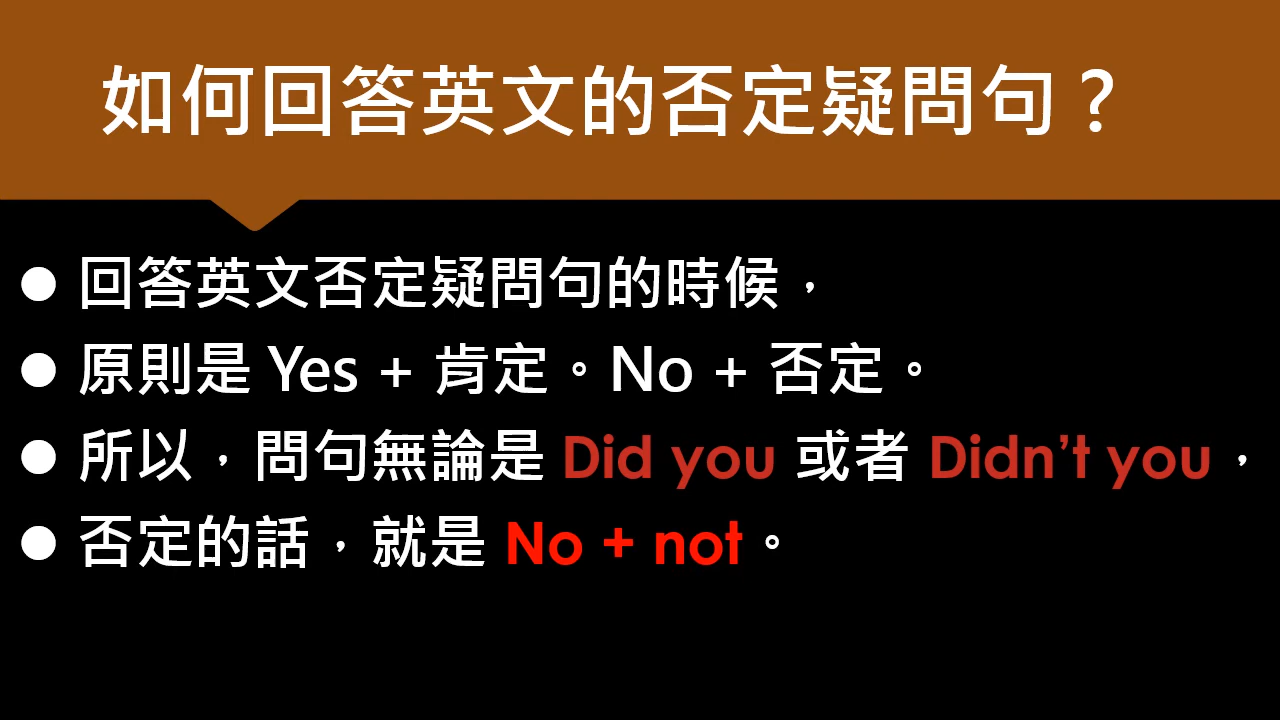 如何回答英文的否定疑問句？
● 回答英文否定疑問句的時候，
● 原則是 Yes + 肯定。No + 否定。
● 所以，問句無論是 Did you 或者 Didn’t you，
● 否定的話，就是 No + not。